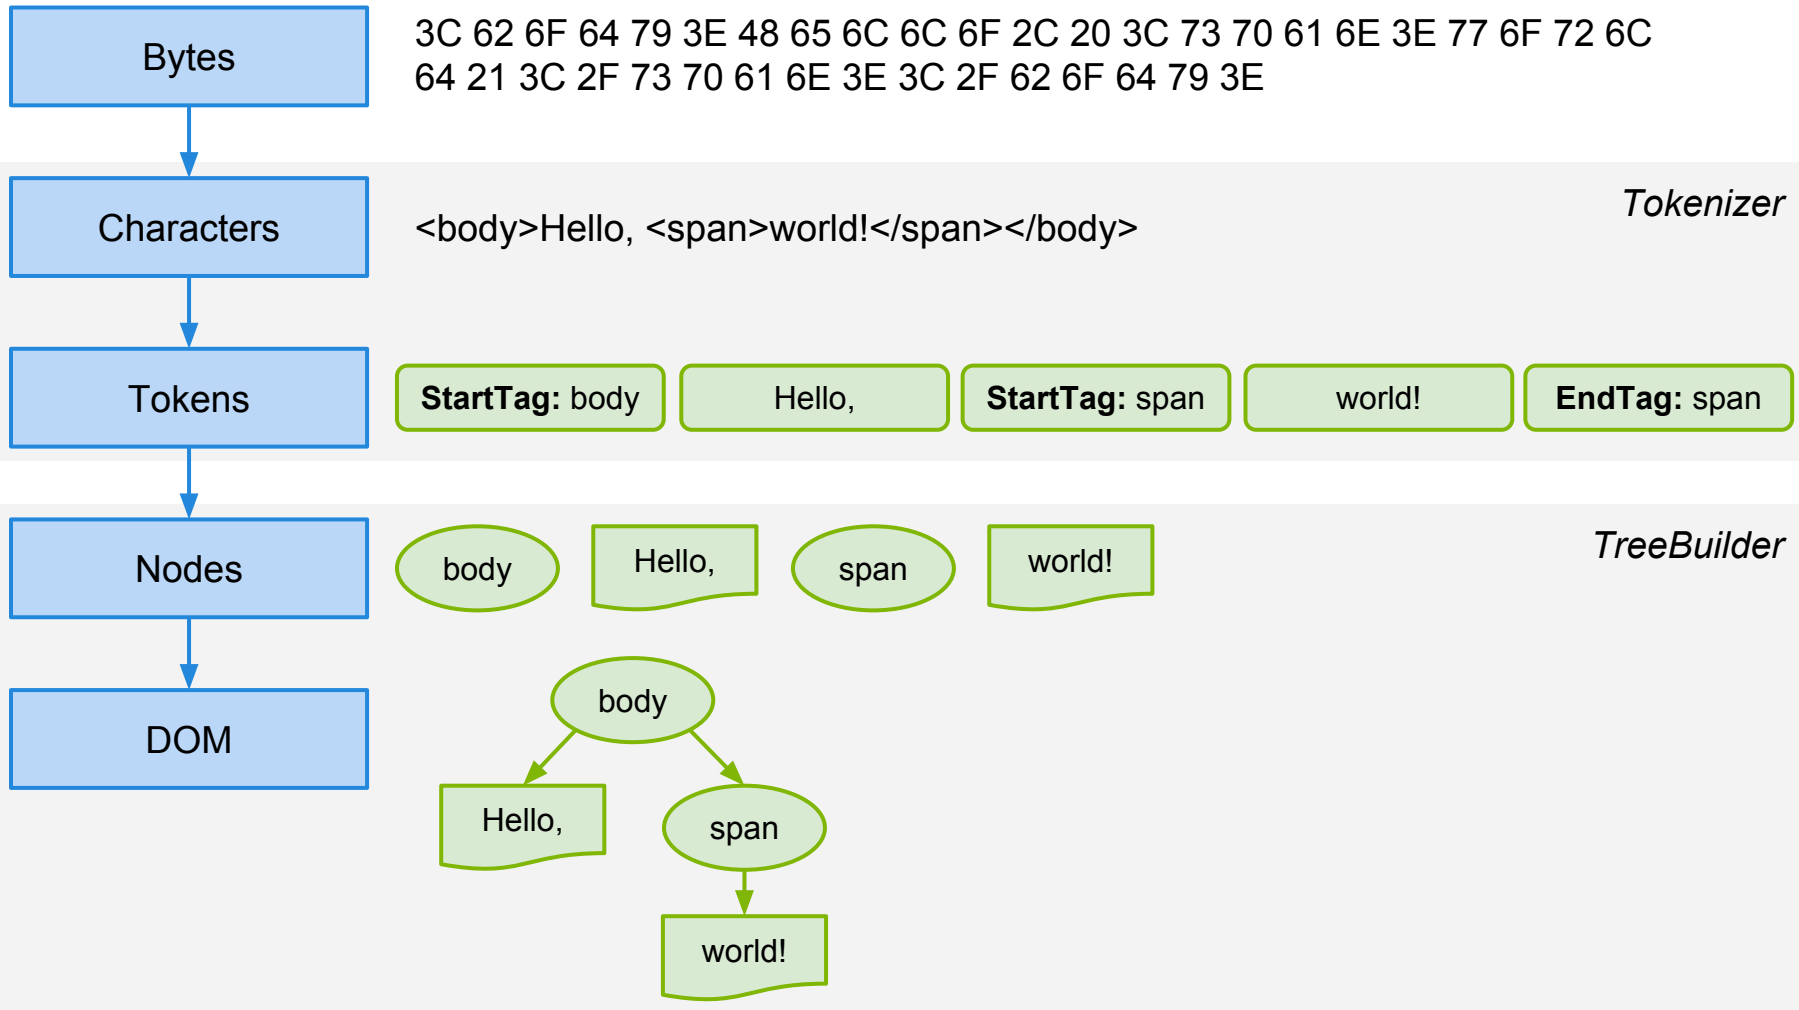 Bytes
3C 62 6F 64 79 3E 48 65 6C 6C 6F 2C 20 3C 73 70 61 6E 3E 77 6F 72 6C
64 21 3C 2F 73 70 61 6E 3E 3C 2F 62 6F 64 79 3E
Characters
<body>Hello, <span>world!</span></body>
Tokenizer
Tokens
StartTag: body
Hello,
StartTag: span
world!
EndTag: span
Nodes
body
Hello,
span
world!
TreeBuilder
DOM
body
Hello,
span
world!